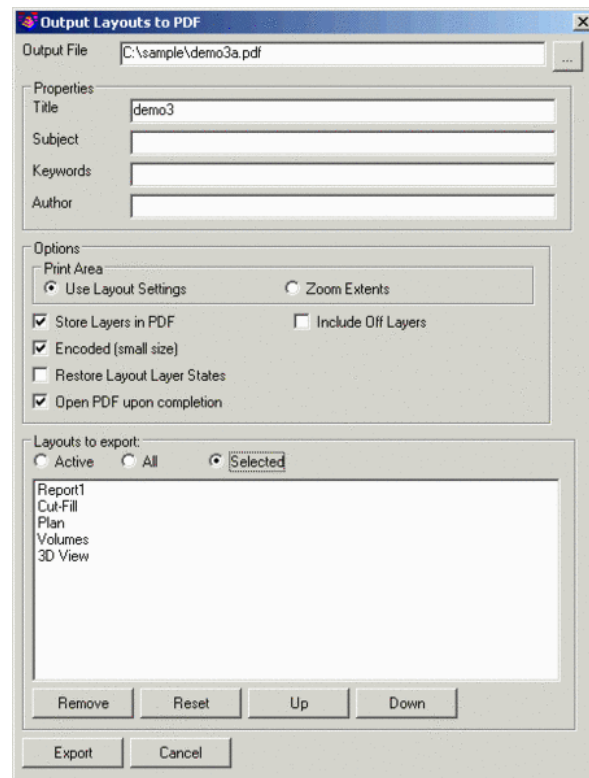 Output Layouts to PDF
Output File C:\sample\demo3a.pdf ...
Properties
Title demo3
Subject
Keywords
Author
Options
Print Area
Use Layout Settings Zoom Extents
Store Layers in PDF Include Off Layers
Encoded (small size)
Restore Layout Layer States
Open PDF upon completion
Layouts to export:
Active All Selected
Report1
Cut-Fill
Plan
Volumes
3D View
Remove Reset Up Down
Export Cancel